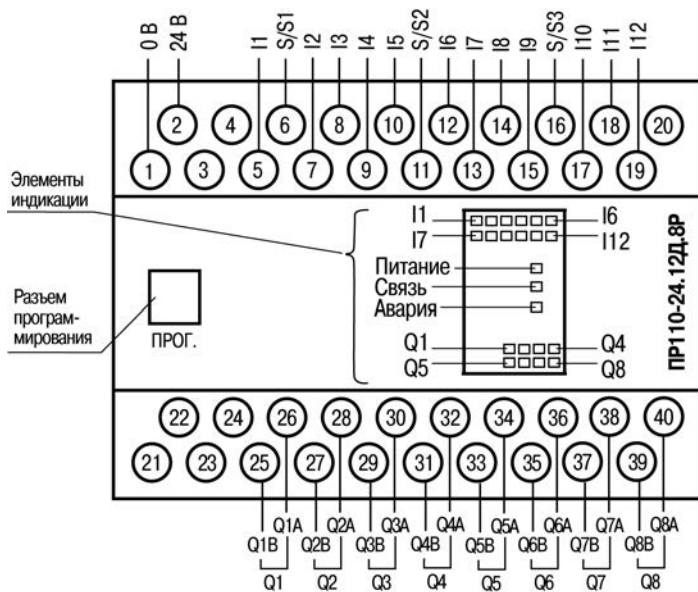 0 В
24 В
I1
S/S1
I2
I3
I4
I5
S/S2
I6
I7
I8
I9
S/S3
I10
I11
I12
2 4 6 8 10 12 14 16 18 20
1 3 5 7 9 11 13 15 17 19
Элементы
индикации
I1 I6
I7 I12
Питание
Связь
Авария
Разъем
програм-
мирования
ПРОГ.
Q1 Q4
Q5 Q8
ПР110-24.12Д.8Р
22 24 26 28 30 32 34 36 38 40
21 23 25 27 29 31 33 35 37 39
Q1A Q2A Q3A Q4A Q5A Q6A Q7A Q8A
Q1B Q2B Q3B Q4B Q5B Q6B Q7B Q8B
Q1 Q2 Q3 Q4 Q5 Q6 Q7 Q8